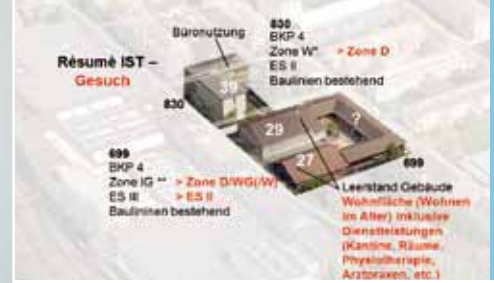 Résumé IST –
Gesuch
Büronutzung
830
BKP 4
Zone W* > Zone D
ES II
Baulinien bestehend
39
830
29
?
27
699
699
BKP 4
Zone IG ** > Zone D/WG(/W)
ES III > ES II
Baulininen bestehend
Leerstand Gebäude
Wohnfläche (Wohnen
im Alter) inklusive
Dienstleistungen
(Kantine, Räume,
Physiotherapie,
Arztpraxen, etc.)